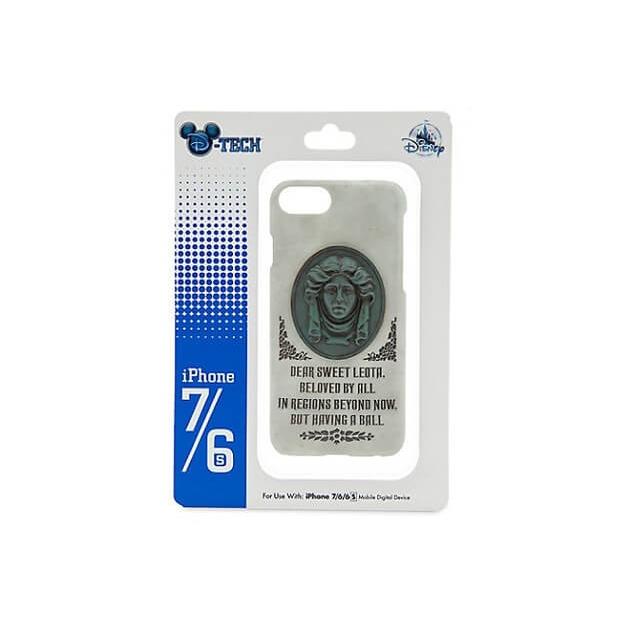 D-TECH
Disney
iPhone
7/6
S
DEAR SWEET LEOTA,
BELOVED BY ALL
IN REGIONS BEYOND NOW,
BUT HAVING A BALL
For Use With: iPhone 7/6/6 S Mobile Digital Device